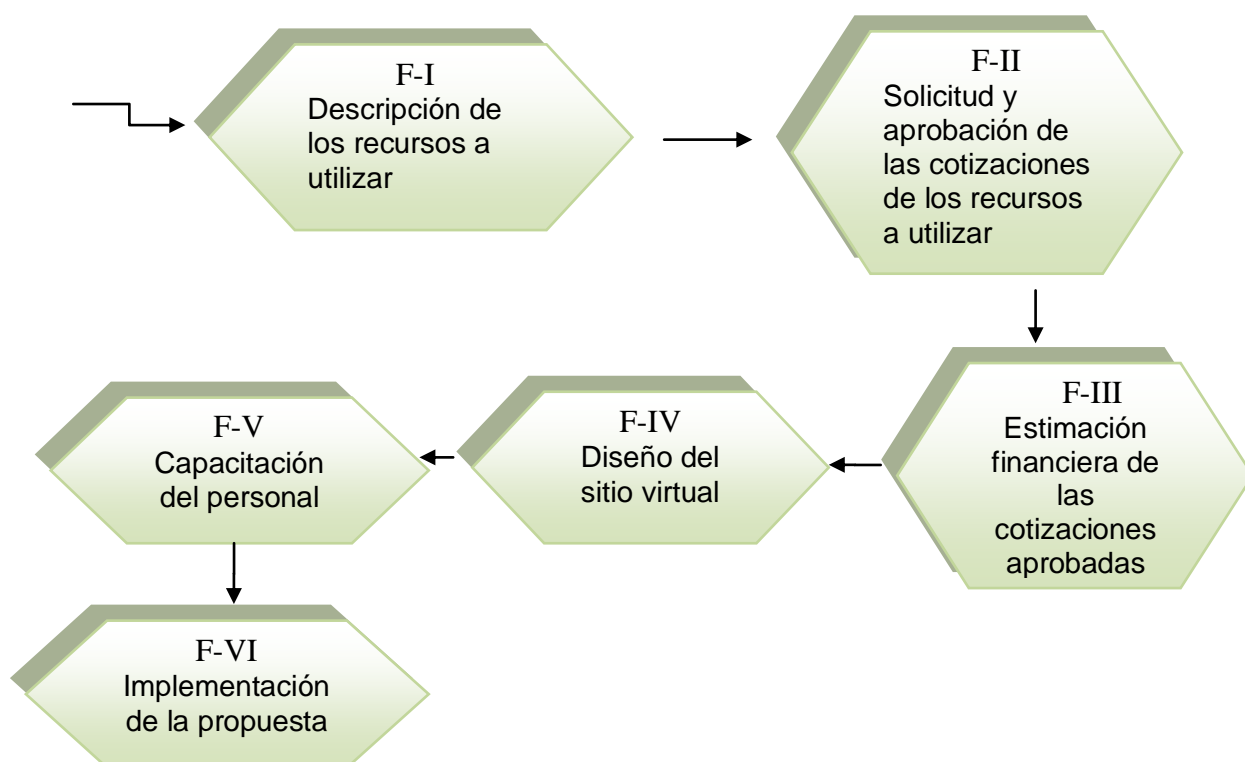 F-I
Descripción de
los recursos a
utilizar
F-II
Solicitud y
aprobación de
las cotizaciones
de los recursos
a utilizar
F-III
Estimación
financiera de
las
cotizaciones
aprobadas
F-IV
Diseño del
sitio virtual
F-V
Capacitación
del personal
F-VI
Implementación
de la propuesta